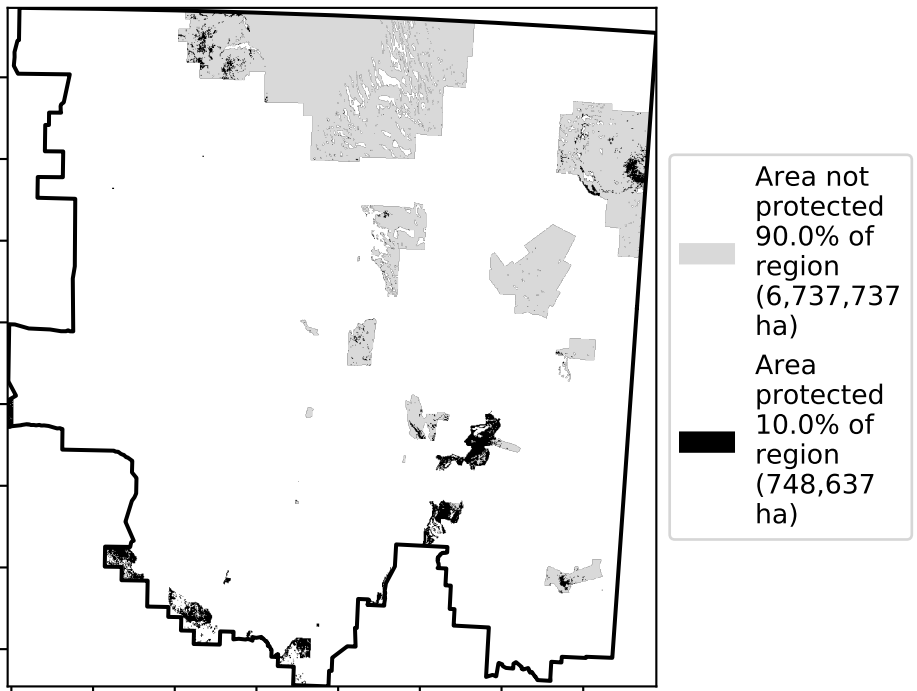 Area not
protected
90.0% of
region
(6,737,737
ha)
Area
protected
10.0% of
region
(748,637
ha)